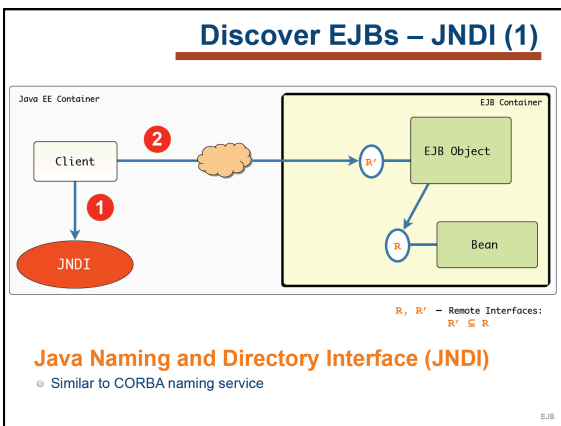 Discover EJBs – JNDI (1)
Java EE Container
EJB Container
2
Client
R'
EJB Object
1
R
Bean
JNDI
R, R' – Remote Interfaces:
R' ⊆ R
Java Naming and Directory Interface (JNDI)
Similar to CORBA naming service
EJB